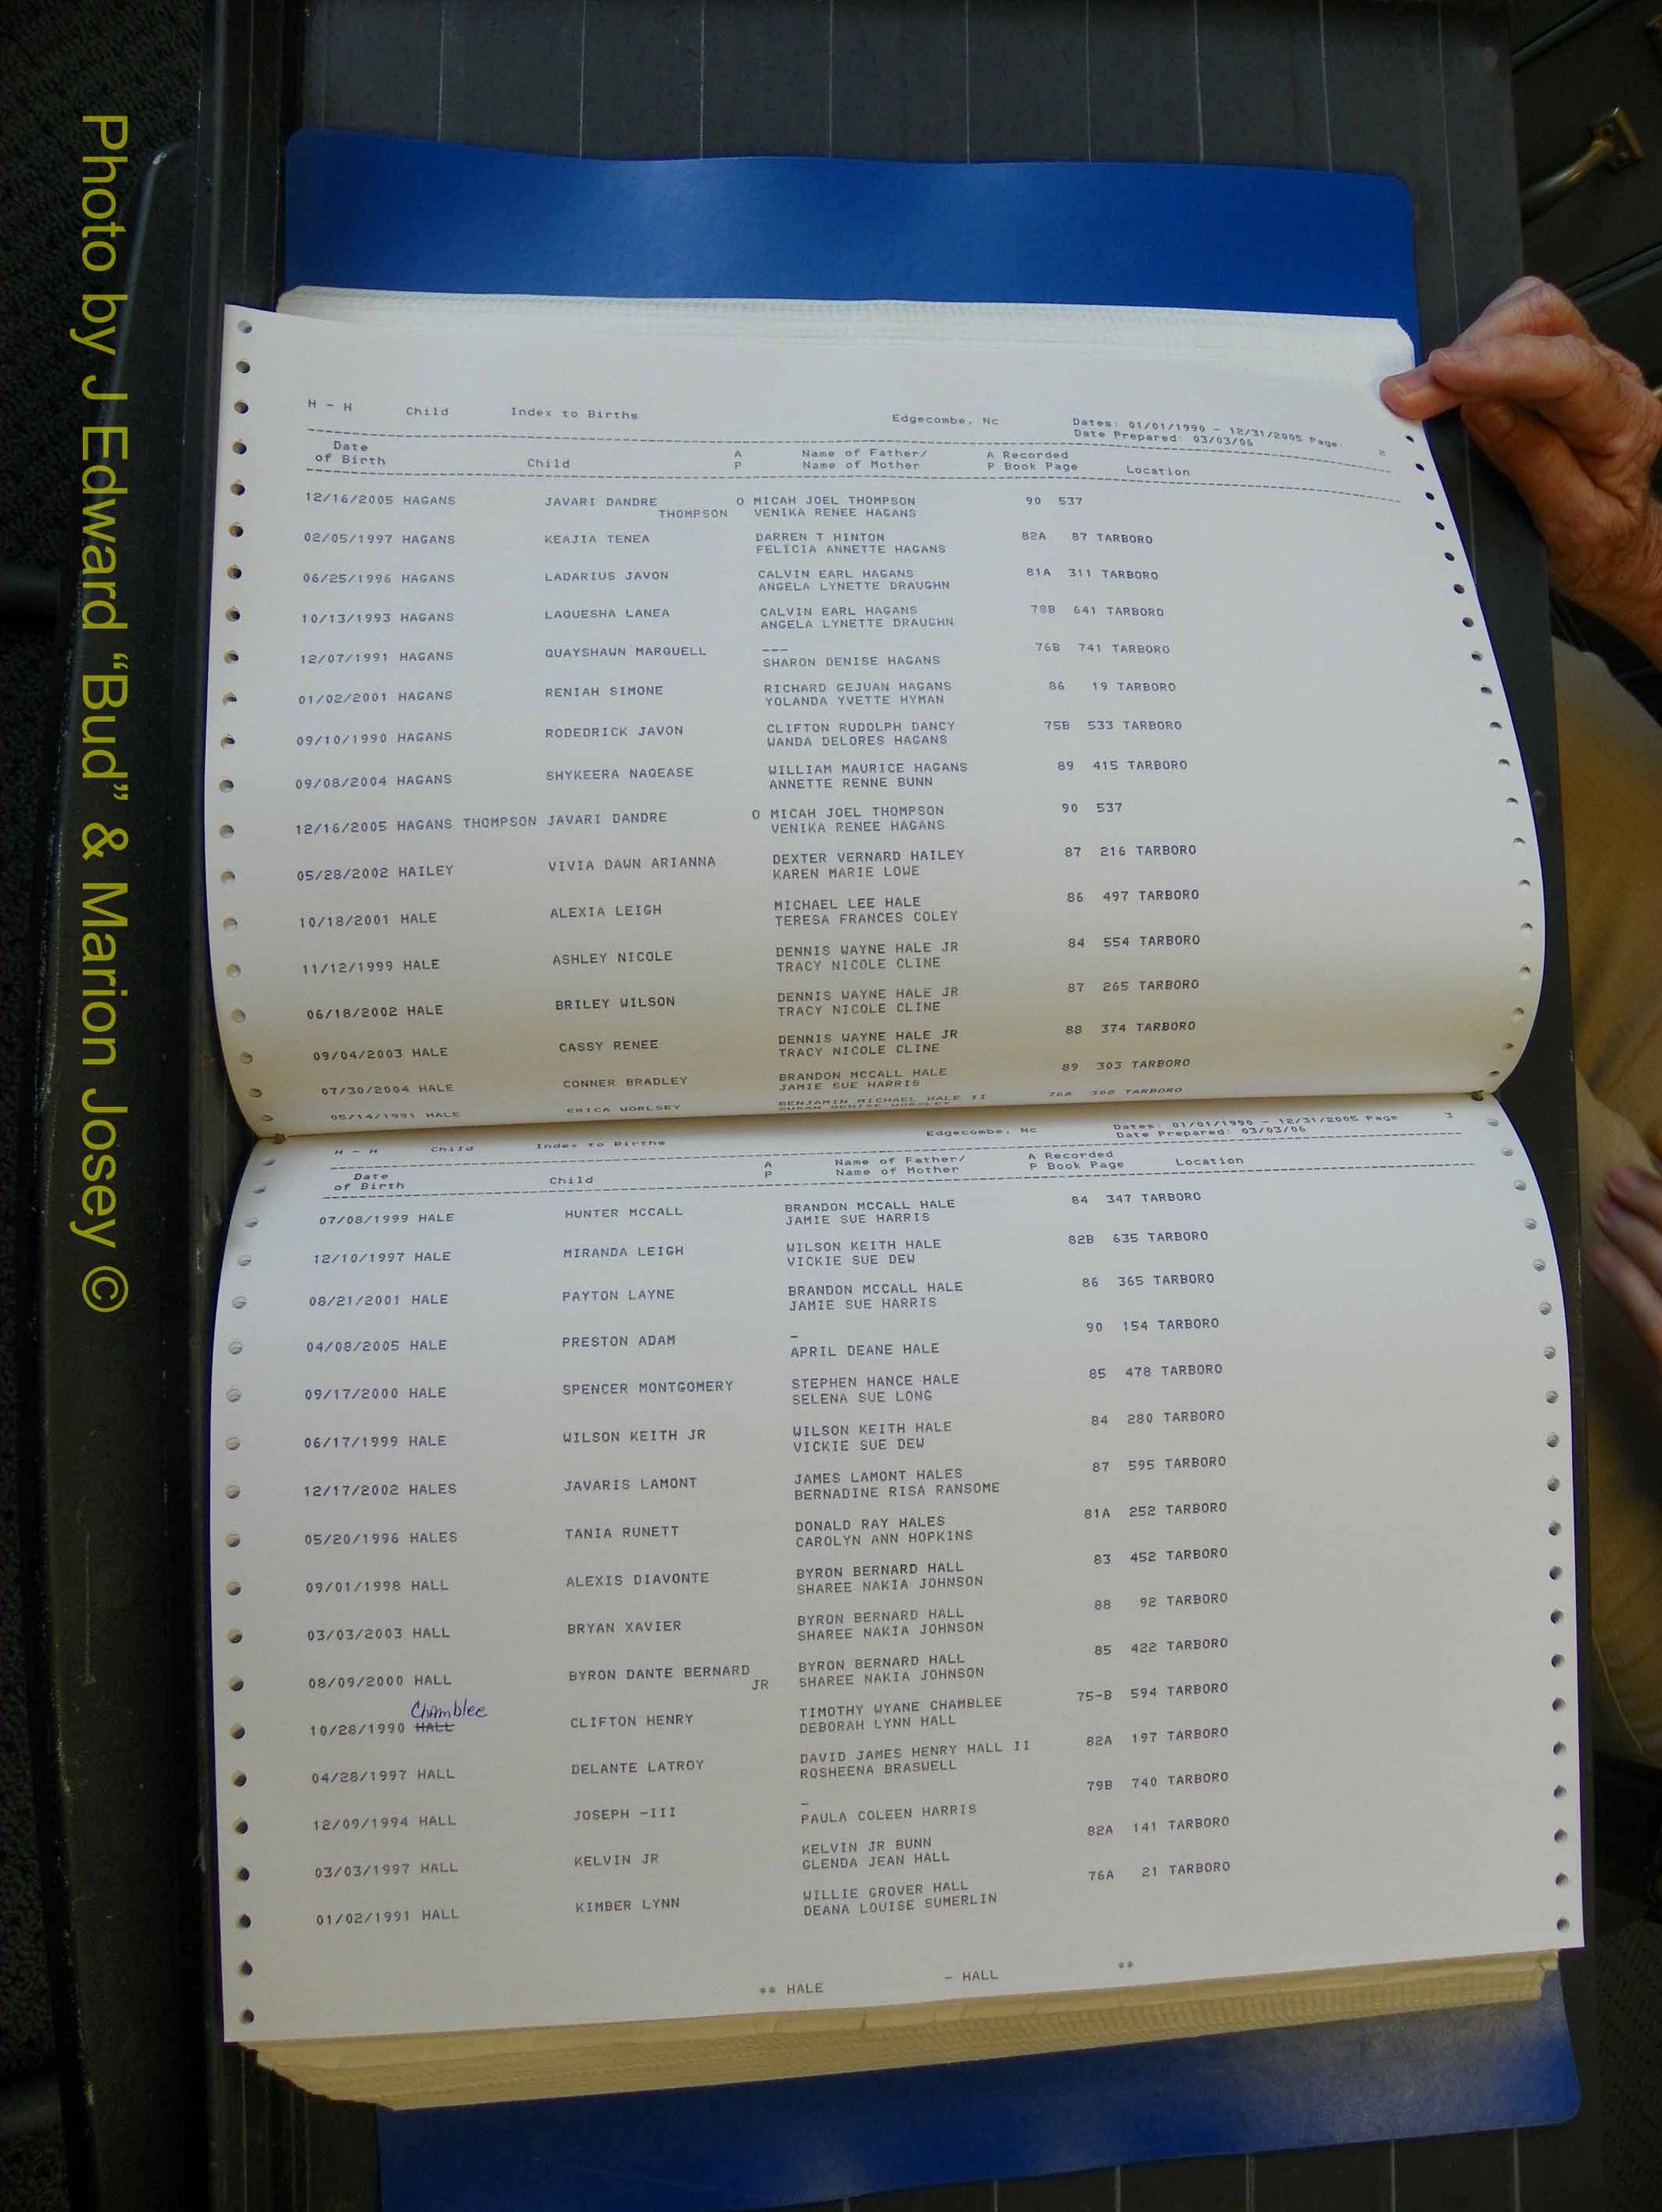 H - H Child Index to Births Edgecombe, Nc Dates: 01/01/1990 - 12/31/2005 Page: 2
Date Prepared: 03/03/06
Date of Birth Child A P Name of Father/ Name of Mother A P Recorded Book Page Location
12/16/2005 HAGANS JAVARI DANDRE O MICAH JOEL THOMPSON 90 537
THOMPSON VENIKA RENEE HAGANS
02/05/1997 HAGANS KEAJIA TENEA DARREN T HINTON 82A 87 TARBORO
FELICIA ANNETTE HAGANS
06/25/1996 HAGANS LADARIUS JAVON CALVIN EARL HAGANS 81A 311 TARBORO
ANGELA LYNETTE DRAUGHN
10/13/1993 HAGANS LAQUESHA LANEA CALVIN EARL HAGANS 78B 641 TARBORO
ANGELA LYNETTE DRAUGHN
12/07/1991 HAGANS QUAYSHAWN MARQUELL --- 76B 741 TARBORO
SHARON DENISE HAGANS
01/02/2001 HAGANS RENIAH SIMONE RICHARD GEJUAN HAGANS 86 19 TARBORO
YOLANDA YVETTE HYMAN
09/10/1990 HAGANS RODEDRICK JAVON CLIFTON RUDOLPH DANCY 75B 533 TARBORO
WANDA DELORES HAGANS
09/08/2004 HAGANS SHYKEERA NAQEASE WILLIAM MAURICE HAGANS 89 415 TARBORO
ANNETTE RENNE BUNN
12/16/2005 HAGANS THOMPSON JAVARI DANDRE O MICAH JOEL THOMPSON 90 537
VENIKA RENEE HAGANS
05/28/2002 HAILEY VIVIA DAWN ARIANNA DEXTER VERNARD HAILEY 87 216 TARBORO
KAREN MARIE LOWE
10/18/2001 HALE ALEXIA LEIGH MICHAEL LEE HALE 86 497 TARBORO
TERESA FRANCES COLEY
11/12/1999 HALE ASHLEY NICOLE DENNIS WAYNE HALE JR 84 554 TARBORO
TRACY NICOLE CLINE
06/18/2002 HALE BRILEY WILSON DENNIS WAYNE HALE JR 87 265 TARBORO
TRACY NICOLE CLINE
09/04/2003 HALE CASSY RENEE DENNIS WAYNE HALE JR 88 374 TARBORO
TRACY NICOLE CLINE
07/30/2004 HALE CONNER BRADLEY BRANDON MCCALL HALE 89 303 TARBORO
JAMIE SUE HARRIS
05/14/1991 HALE ERICA WORLSEY BENJAMIN MICHAEL HALE II 76A 302 TARBORO
H - H Child Index to Births Edgecombe, Nc Dates: 01/01/1990 - 12/31/2005 Page 3
Date Prepared: 03/03/06
Date of Birth Child A P Name of Father/ Name of Mother A P Recorded Book Page Location
07/08/1999 HALE HUNTER MCCALL BRANDON MCCALL HALE 84 347 TARBORO
JAMIE SUE HARRIS
12/10/1997 HALE MIRANDA LEIGH WILSON KEITH HALE 82B 635 TARBORO
VICKIE SUE DEW
08/21/2001 HALE PAYTON LAYNE BRANDON MCCALL HALE 86 365 TARBORO
JAMIE SUE HARRIS
04/08/2005 HALE PRESTON ADAM - 90 154 TARBORO
APRIL DEANE HALE
09/17/2000 HALE SPENCER MONTGOMERY STEPHEN HANCE HALE 85 478 TARBORO
SELENA SUE LONG
06/17/1999 HALE WILSON KEITH JR WILSON KEITH HALE 84 280 TARBORO
VICKIE SUE DEW
12/17/2002 HALES JAVARIS LAMONT JAMES LAMONT HALES 87 595 TARBORO
BERNADINE RISA RANSOME
05/20/1996 HALES TANIA RUNETT DONALD RAY HALES 81A 252 TARBORO
CAROLYN ANN HOPKINS
09/01/1998 HALL ALEXIS DIAVONTE BYRON BERNARD HALL 83 452 TARBORO
SHAREE NAKIA JOHNSON
03/03/2003 HALL BRYAN XAVIER BYRON BERNARD HALL 88 92 TARBORO
SHAREE NAKIA JOHNSON
08/09/2000 HALL BYRON DANTE BERNARD BYRON BERNARD HALL 85 422 TARBORO
JR SHAREE NAKIA JOHNSON
Chamblee
10/28/1990 HALL CLIFTON HENRY TIMOTHY WYANE CHAMBLEE 75-B 594 TARBORO
DEBORAH LYNN HALL
04/28/1997 HALL DELANTE LATROY DAVID JAMES HENRY HALL II 82A 197 TARBORO
ROSHEENA BRASWELL
12/09/1994 HALL JOSEPH -III - 79B 740 TARBORO
PAULA COLEEN HARRIS
03/03/1997 HALL KELVIN JR KELVIN JR BUNN 82A 141 TARBORO
GLENDA JEAN HALL
01/02/1991 HALL KIMBER LYNN WILLIE GROVER HALL 76A 21 TARBORO
DEANA LOUISE SUMERLIN
** HALE - HALL **
Photo by J Edward “Bud” & Marion Josey ©